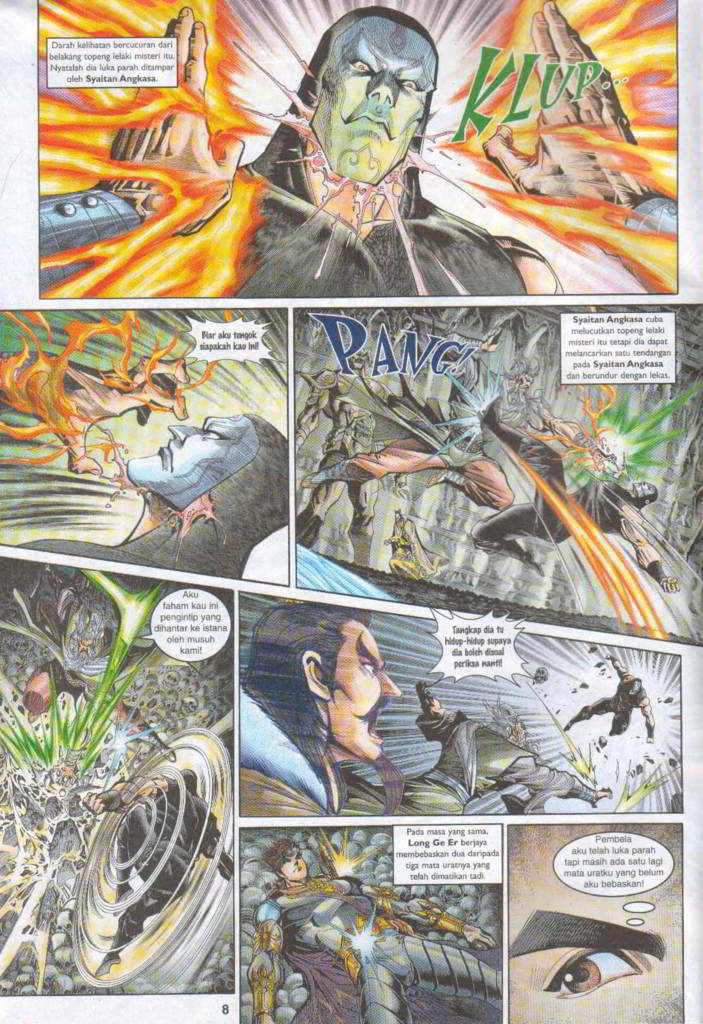 Darah kelihatan bercucuran dari
belakang topeng lelaki misteri itu.
Nyatalah dia luka parah ditampar
oleh Syaitan Angkasa.
KLUP...
Biar aku tengok
siapakah kau ini!
PANG!
Syaitan Angkasa cuba
melucutkan topeng lelaki
misteri itu tetapi dia dapat
melancarkan satu tendangan
pada Syaitan Angkasa
dan berundur dengan lekas.
Aku
faham kau ini
pengintip yang
dihantar ke istana
oleh musuh
kami!
Tangkap dia tu
hidup-hidup supaya
dia boleh disoal
periksa nanti!
Pada masa yang sama,
Long Ge Er berjaya
membebaskan dua daripada
tiga mata uratnya yang
telah dimatikan tadi.
Pembela
aku telah luka parah
tapi masih ada satu lagi
mata uratku yang belum
aku bebaskan!
8